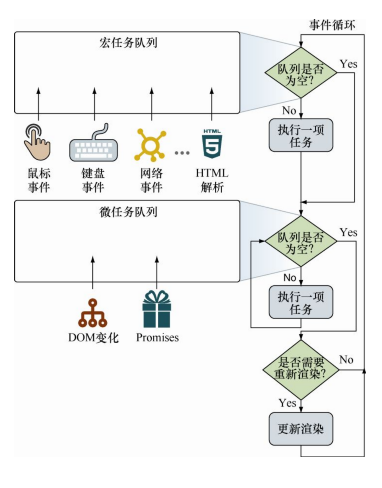 事件循环
宏任务队列
队列是否
为空?
Yes
No
执行一项
任务
HTML
5
鼠标
事件
键盘
事件
网络
事件
HTML
解析
微任务队列
队列是否
为空?
Yes
No
执行一项
任务
DOM变化
Promises
是否需要
重新渲染?
No
Yes
更新渲染